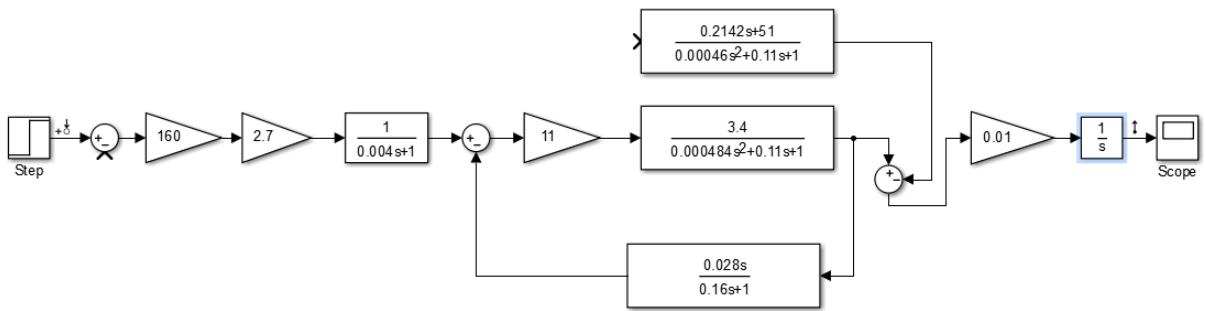 0.2142s+51
0.00046s²+0.11s+1
Step
+
+
−
160
2.7
1
0.004s+1
+
−
11
3.4
0.000484s²+0.11s+1
+
−
0.01
1
s
Scope
0.028s
0.16s+1